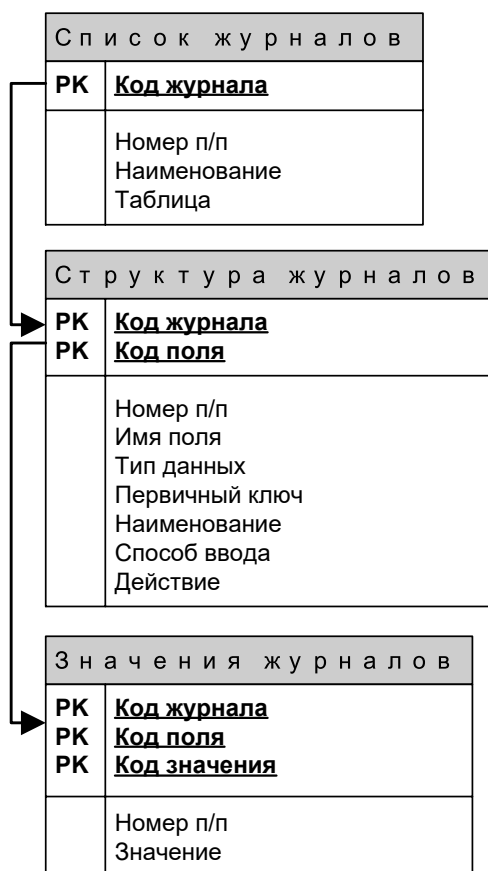 Список журналов
PK Код журнала
Номер п/п
Наименование
Таблица
Структура журналов
PK Код журнала
PK Код поля
Номер п/п
Имя поля
Тип данных
Первичный ключ
Наименование
Способ ввода
Действие
Значения журналов
PK Код журнала
PK Код поля
PK Код значения
Номер п/п
Значение